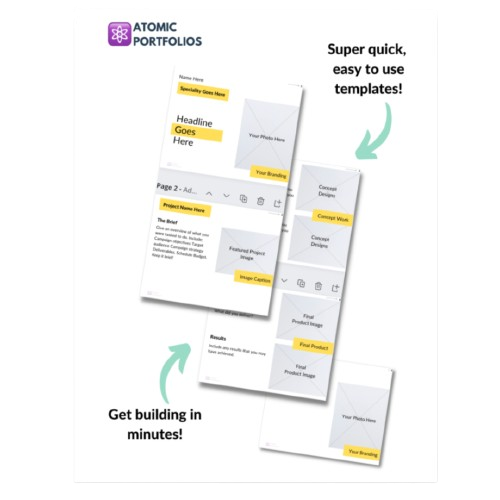 ATOMIC
PORTFOLIOS
Super quick,
easy to use
templates!
Name Here
Speciality Goes Here
Headline
Goes
Here
Your Photo Here
Your Branding
Page 2 - Ad...
Project Name Here
The Brief
Give an overview of what you
were tasked to do. Include:
Campaign objectives Target
audience Campaign strategy
Deliverables. Schedule Budget.
Keep it brief!
Featured Project
Image
Image Caption
Concept
Designs
Concept Work
Concept
Designs
Final
Product Image
Final Product
Final
Product Image
Results
Include any results that you may
have achieved.
Your Photo Here
Your Branding
Get building in
minutes!